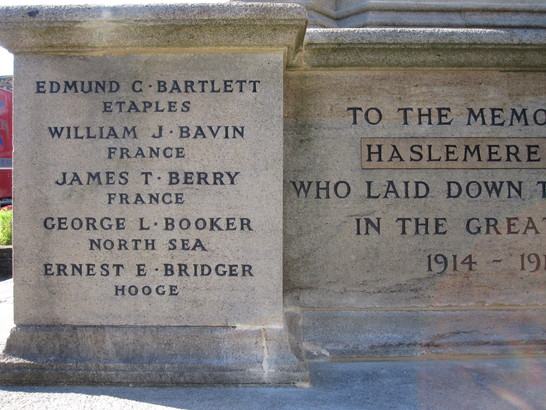 EDMUND C·BARTLETT
ETAPLES
WILLIAM J·BAVIN
FRANCE
JAMES T·BERRY
FRANCE
GEORGE L·BOOKER
NORTH SEA
ERNEST E·BRIDGER
HOOGE
TO THE MEMO
HASLEMERE
WHO LAID DOWN T
IN THE GREAT
1914 - 191